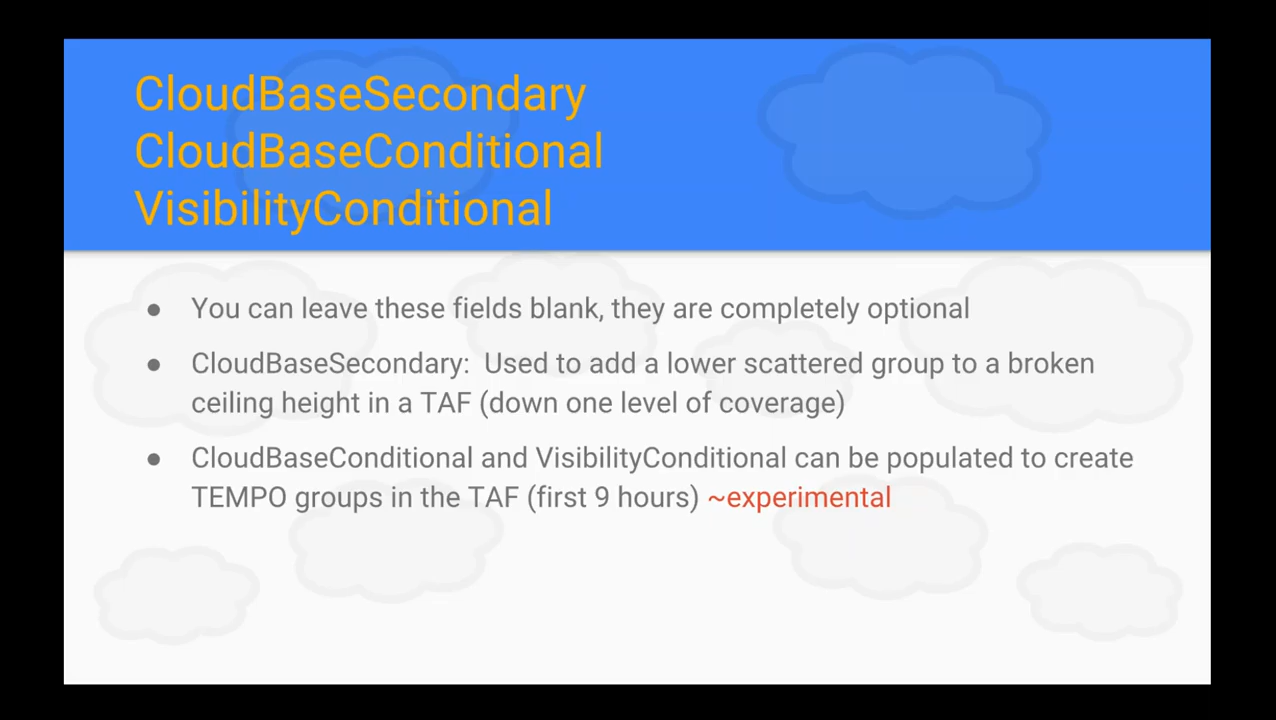 CloudBaseSecondary
CloudBaseConditional
VisibilityConditional
● You can leave these fields blank, they are completely optional
● CloudBaseSecondary:  Used to add a lower scattered group to a broken
ceiling height in a TAF (down one level of coverage)
● CloudBaseConditional and VisibilityConditional can be populated to create
TEMPO groups in the TAF (first 9 hours) ~experimental